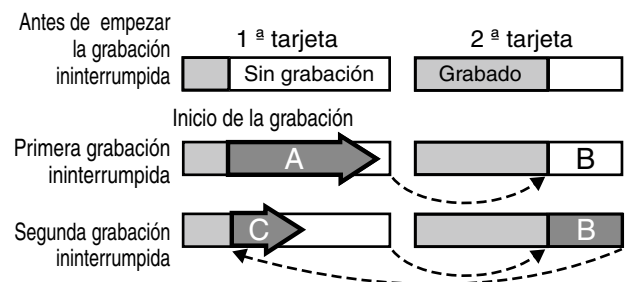 Antes de empezar
la grabación
ininterrumpida
1 ª tarjeta
2 ª tarjeta
Sin grabación
Grabado
Inicio de la grabación
Primera grabación
ininterrumpida
A
B
Segunda grabación
ininterrumpida
C
B